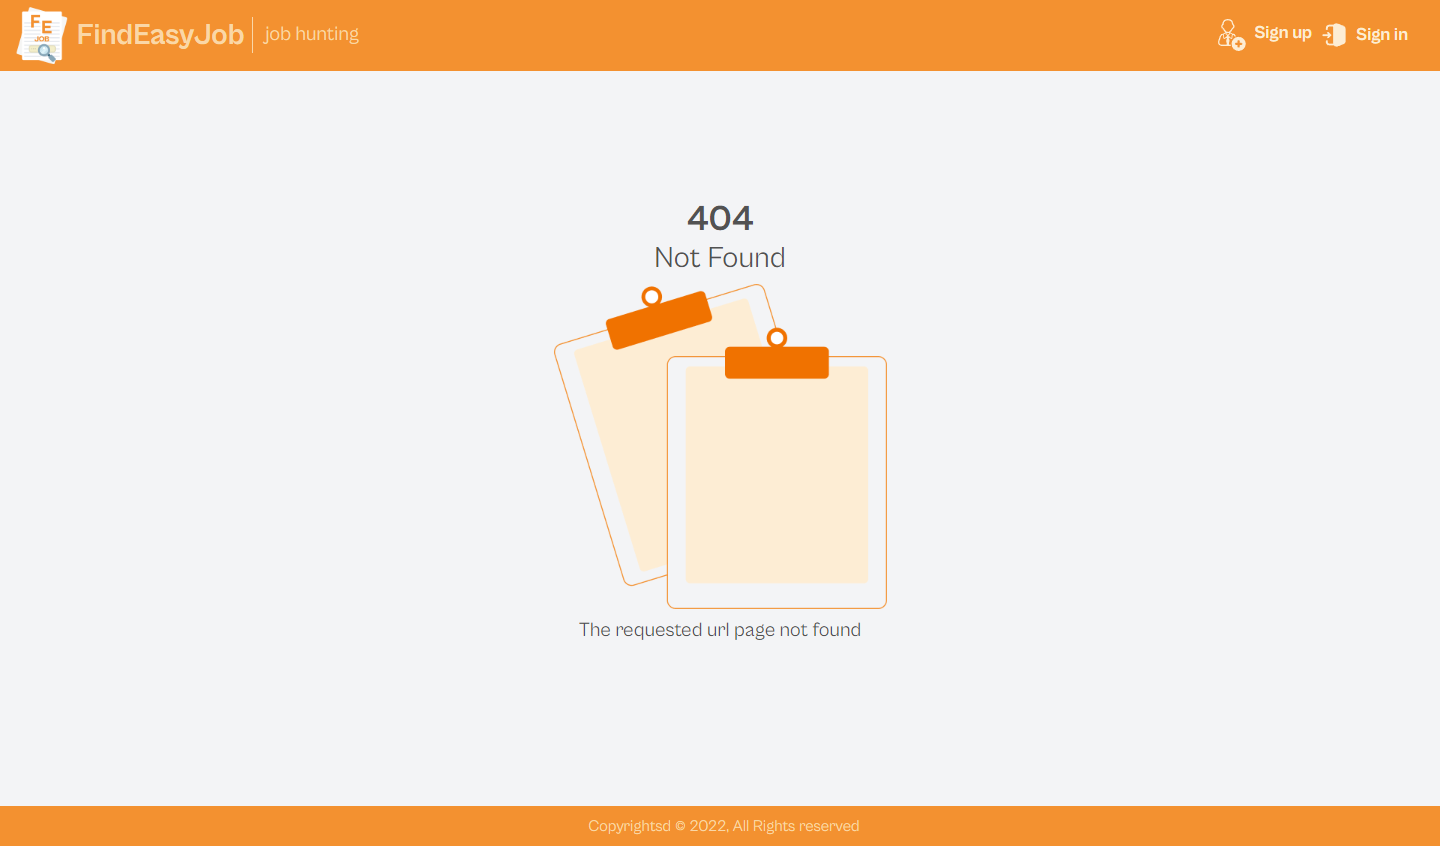 FE
JOB
FindEasyJob
job hunting
Sign up
Sign in
404
Not Found
The requested url page not found
Copyrightsd © 2022, All Rights reserved